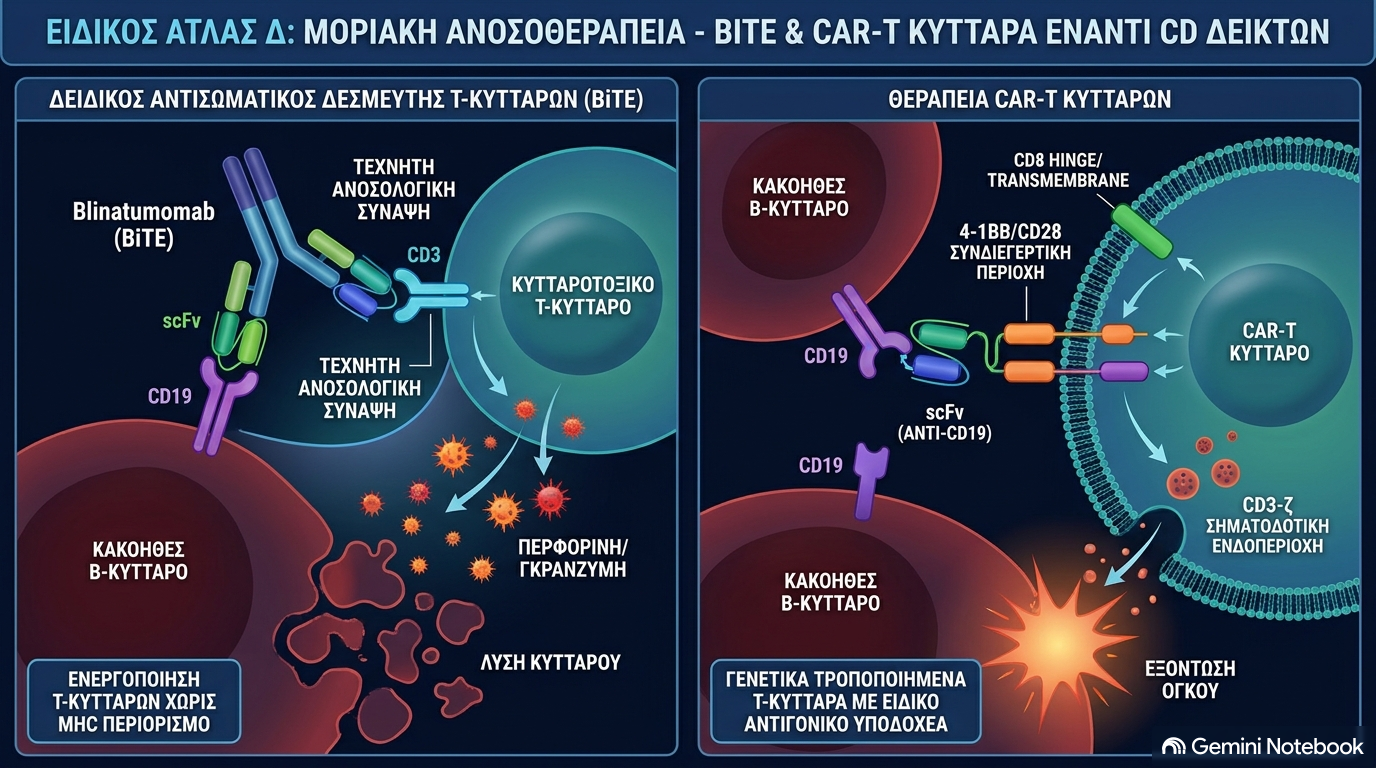 ΕΙΔΙΚΟΣ ΑΤΛΑΣ Δ: ΜΟΡΙΑΚΗ ΑΝΟΣΟΘΕΡΑΠΕΙΑ - BITE & CAR-T ΚΥΤΤΑΡΑ ΕΝΑΝΤΙ CD ΔΕΙΚΤΩΝ
ΔΕΙΔΙΚΟΣ ΑΝΤΙΣΩΜΑΤΙΚΟΣ ΔΕΣΜΕΥΤΗΣ Τ-ΚΥΤΤΑΡΩΝ (BiTE)
Blinatumomab
(BiTE)
ΤΕΧΝΗΤΗ
ΑΝΟΣΟΛΟΓΙΚΗ
ΣΥΝΑΨΗ
CD3
ΚΥΤΤΑΡΟΤΟΞΙΚΟ
Τ-ΚΥΤΤΑΡΟ
scFv
CD19
ΤΕΧΝΗΤΗ
ΑΝΟΣΟΛΟΓΙΚΗ
ΣΥΝΑΨΗ
ΚΑΚΟΗΘΕΣ
Β-ΚΥΤΤΑΡΟ
ΠΕΡΦΟΡΙΝΗ/
ΓΚΡΑΝΖΥΜΗ
ΛΥΣΗ ΚΥΤΤΑΡΟΥ
ΕΝΕΡΓΟΠΟΙΗΣΗ
Τ-ΚΥΤΤΑΡΩΝ ΧΩΡΙΣ
MHC ΠΕΡΙΟΡΙΣΜΟ
ΘΕΡΑΠΕΙΑ CAR-T ΚΥΤΤΑΡΩΝ
ΚΑΚΟΗΘΕΣ
Β-ΚΥΤΤΑΡΟ
CD8 HINGE/
TRANSMEMBRANE
4-1BB/CD28
ΣΥΝΔΙΕΓΕΡΤΙΚΗ
ΠΕΡΙΟΧΗ
CD19
CAR-T
ΚΥΤΤΑΡΟ
scFv
(ANTI-CD19)
CD19
CD3-ζ
ΣΗΜΑΤΟΔΟΤΙΚΗ
ΕΝΔΟΠΕΡΙΟΧΗ
ΚΑΚΟΗΘΕΣ
Β-ΚΥΤΤΑΡΟ
ΕΞΟΝΤΩΣΗ
ΟΓΚΟΥ
ΓΕΝΕΤΙΚΑ ΤΡΟΠΟΠΟΙΗΜΕΝΑ
Τ-ΚΥΤΤΑΡΑ ΜΕ ΕΙΔΙΚΟ
ΑΝΤΙΓΟΝΙΚΟ ΥΠΟΔΟΧΕΑ
Gemini Notebook